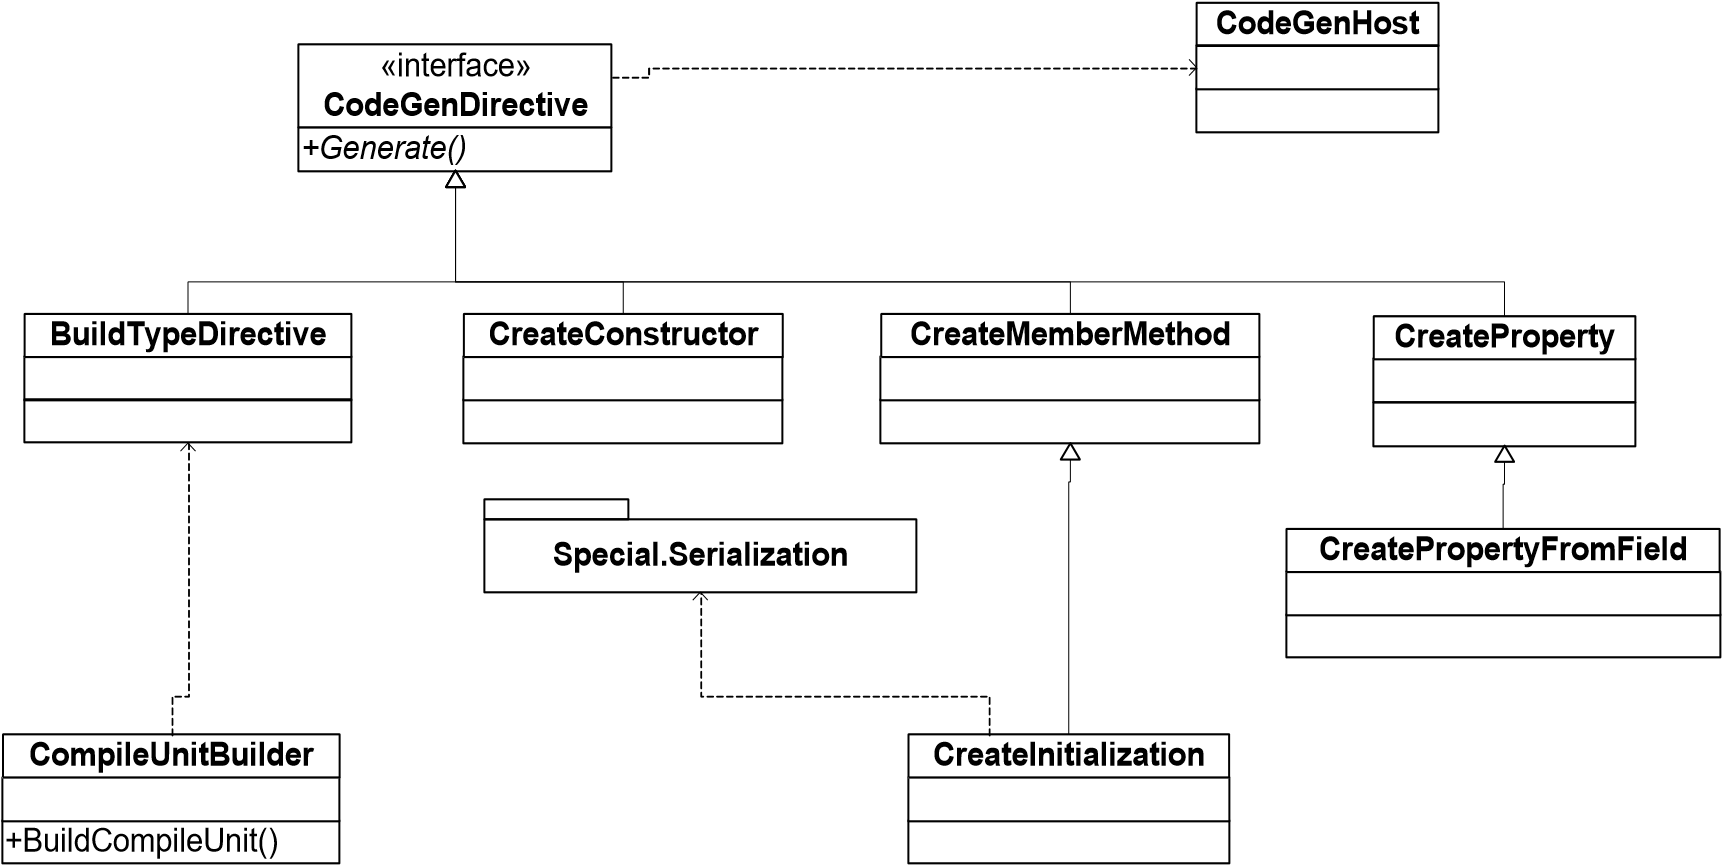 CodeGenHost
«interface»
CodeGenDirective
+Generate()
BuildTypeDirective
CreateConstructor
CreateMemberMethod
CreateProperty
Special.Serialization
CreatePropertyFromField
CompileUnitBuilder
+BuildCompileUnit()
CreateInitialization